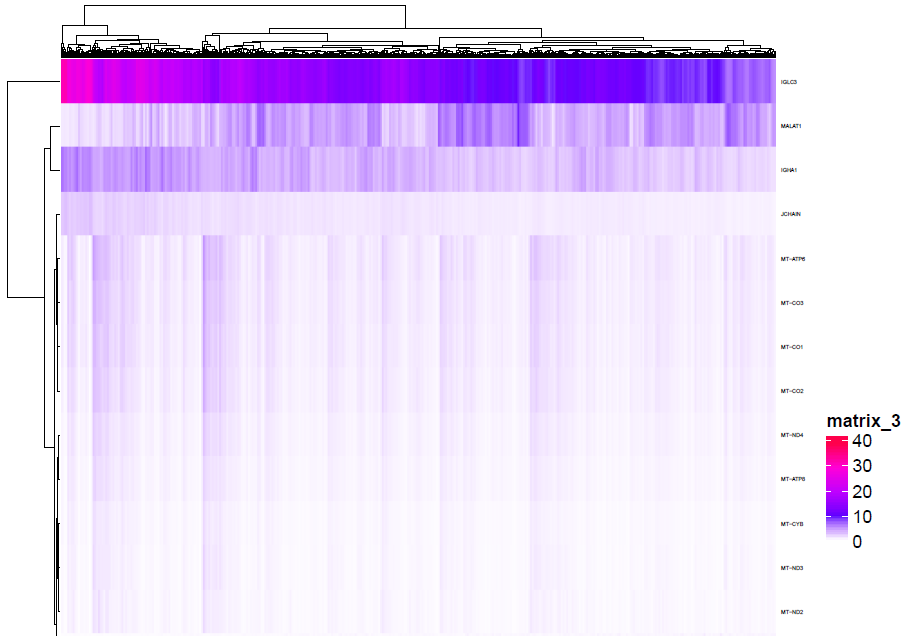 IGLC3
MALAT1
IGHA1
JCHAIN
MT-ATP6
MT-CO3
MT-CO1
MT-CO2
MT-ND4
MT-ATP8
MT-CYB
MT-ND3
MT-ND2
matrix_3
40
30
20
10
0